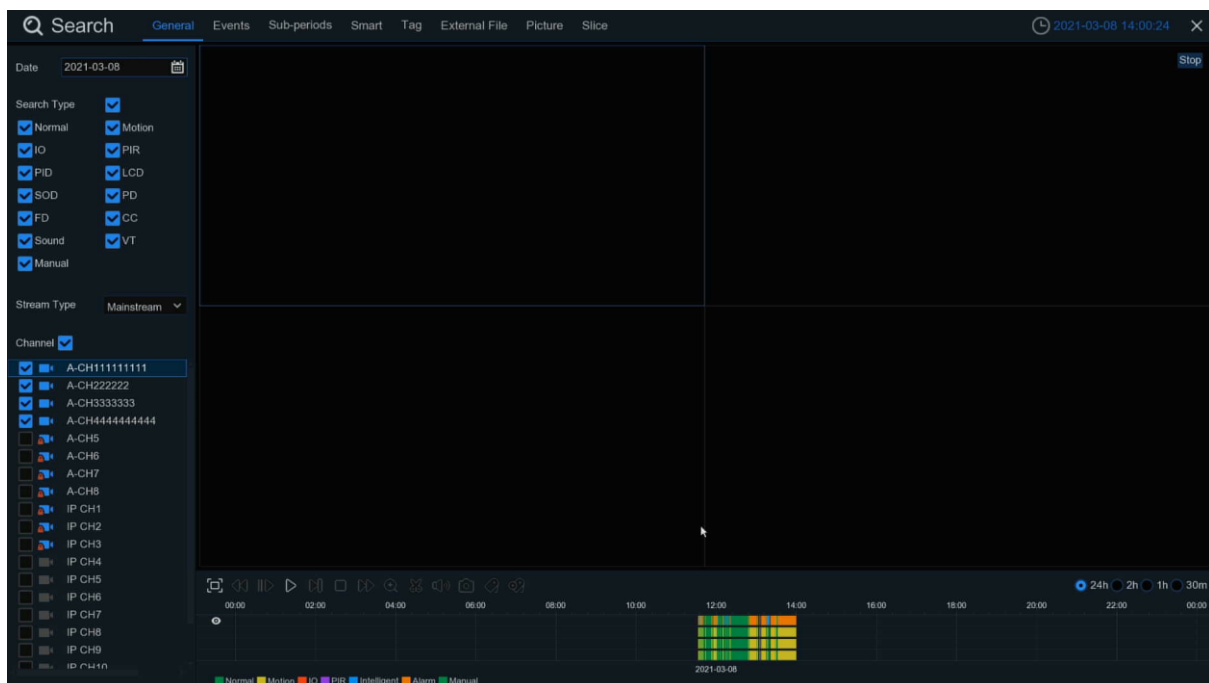 Search General Events Sub-periods Smart Tag External File Picture Slice 2021-03-08 14:00:24
Date 2021-03-08
Stop
Search Type
Normal Motion
IO PIR
PID LCD
SOD PD
FD CC
Sound VT
Manual
Stream Type Mainstream
Channel
A-CH111111111
A-CH222222
A-CH3333333
A-CH4444444444
A-CH5
A-CH6
A-CH7
A-CH8
IP CH1
IP CH2
IP CH3
IP CH4
IP CH5
IP CH6
IP CH7
IP CH8
IP CH9
IP CH10
24h 2h 1h 30m
00:00 02:00 04:00 06:00 08:00 10:00 12:00 14:00 16:00 18:00 20:00 22:00 00:00
2021-03-08
Normal Motion IO PIR Intelligent Alarm Manual